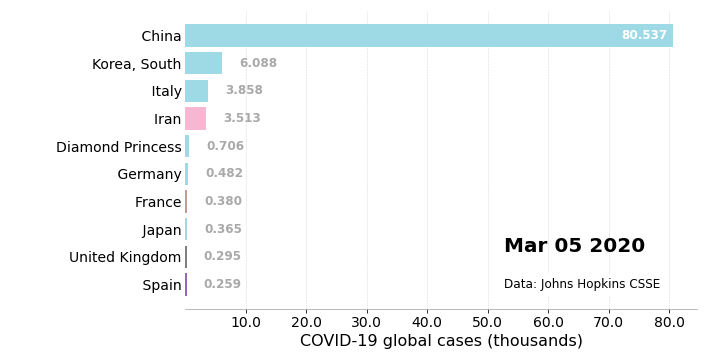 China 80.537
Korea, South 6.088
Italy 3.858
Iran 3.513
Diamond Princess 0.706
Germany 0.482
France 0.380
Japan 0.365
United Kingdom 0.295
Spain 0.259
Mar 05 2020
Data: Johns Hopkins CSSE
10.0 20.0 30.0 40.0 50.0 60.0 70.0 80.0
COVID-19 global cases (thousands)